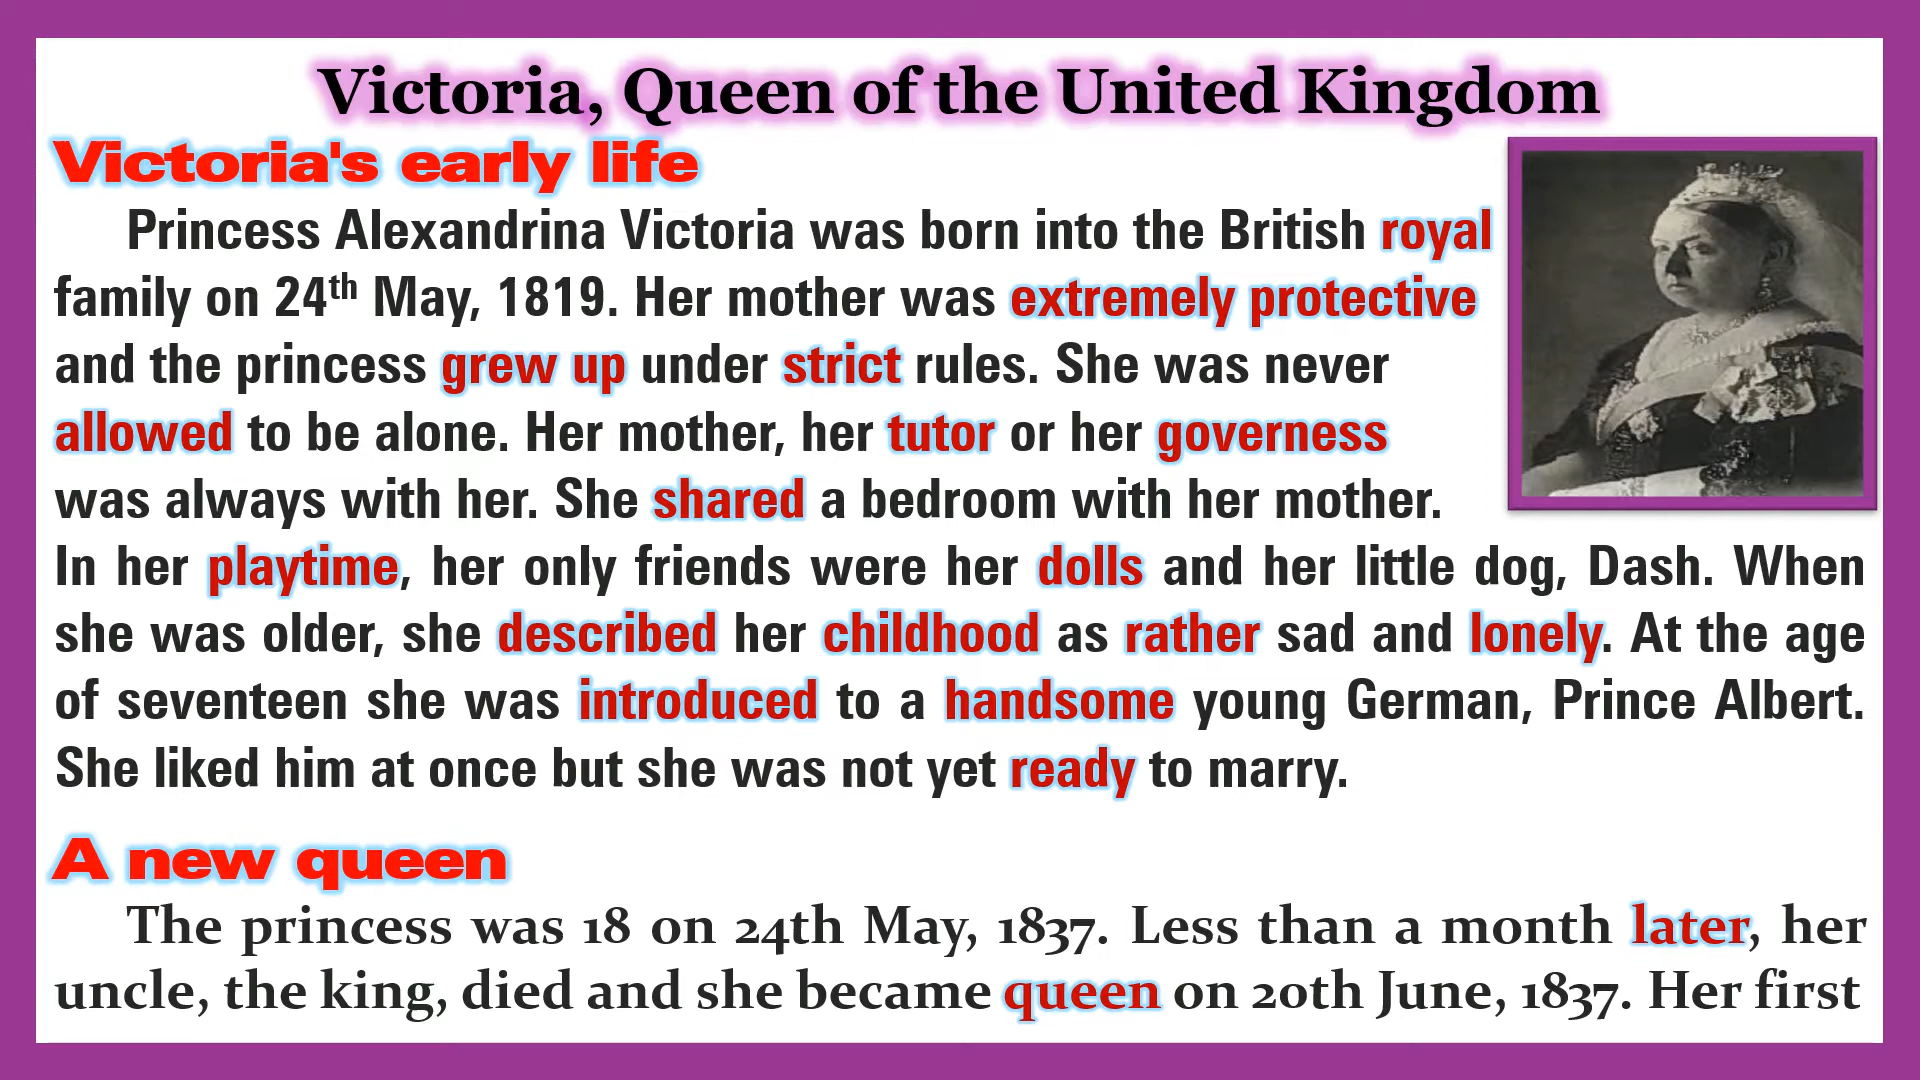 Victoria, Queen of the United Kingdom
Victoria's early life
Princess Alexandrina Victoria was born into the British royal
family on 24th May, 1819. Her mother was extremely protective
and the princess grew up under strict rules. She was never
allowed to be alone. Her mother, her tutor or her governess
was always with her. She shared a bedroom with her mother.
In her playtime, her only friends were her dolls and her little dog, Dash. When
she was older, she described her childhood as rather sad and lonely. At the age
of seventeen she was introduced to a handsome young German, Prince Albert.
She liked him at once but she was not yet ready to marry.
A new queen
The princess was 18 on 24th May, 1837. Less than a month later, her
uncle, the king, died and she became queen on 20th June, 1837. Her first